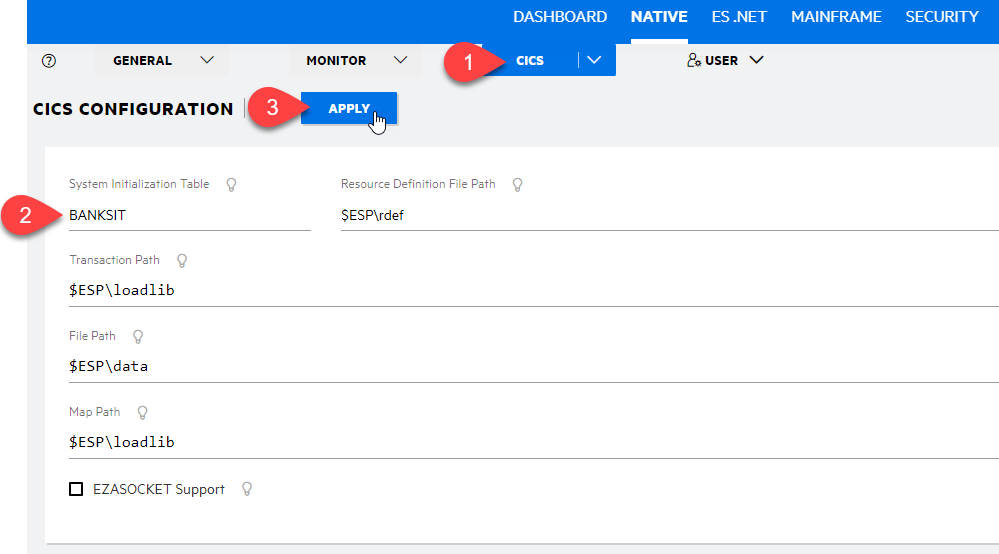 DASHBOARD NATIVE ES .NET MAINFRAME SECURITY
? GENERAL MONITOR 1 CICS USER
CICS CONFIGURATION 3 APPLY
System Initialization Table Resource Definition File Path
2 BANKSIT $ESP\rdef
Transaction Path
$ESP\loadlib
File Path
$ESP\data
Map Path
$ESP\loadlib
EZASOCKET Support